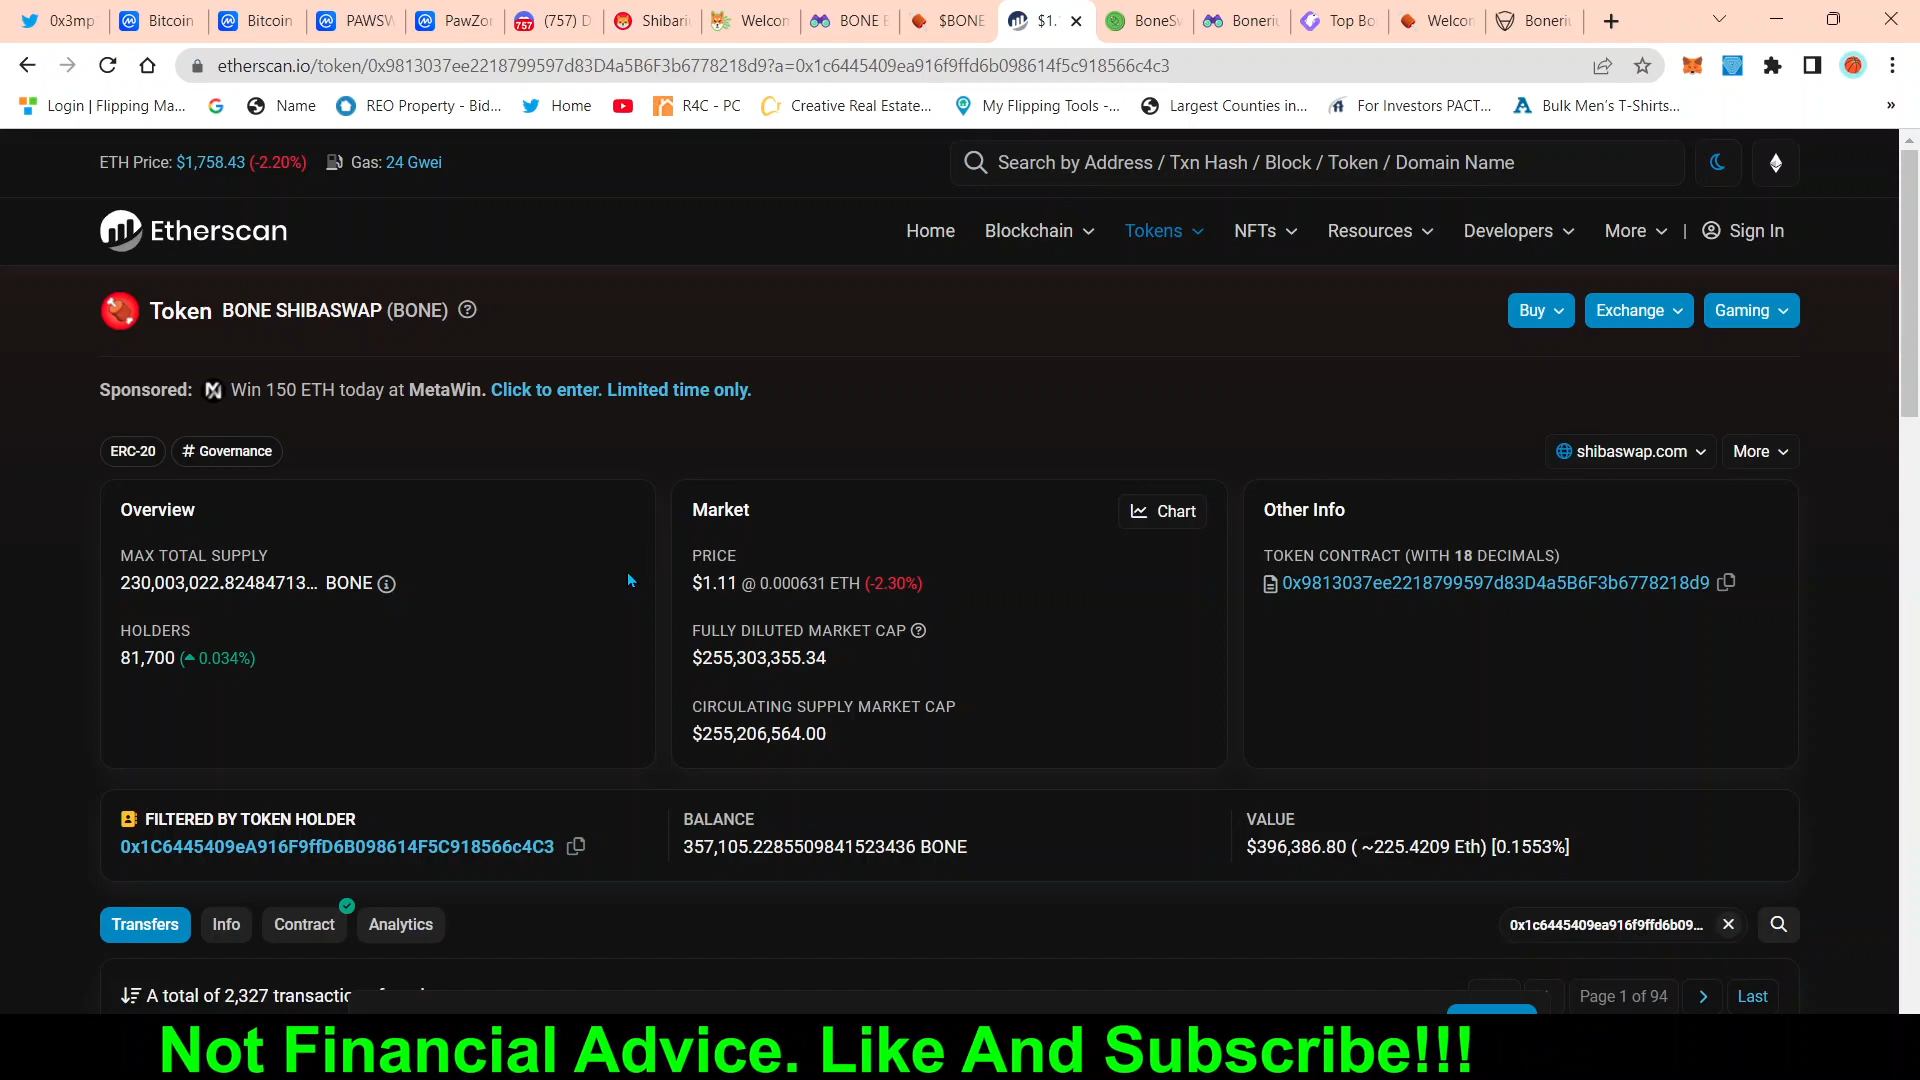 0x3mp Bitcoin Bitcoin PAWSW PawZor (757) D Shibari Welcon BONE $BONE $1. BoneSw Boneriu Top Bo Welcon Boneriu
etherscan.io/token/0x9813037ee2218799597d83D4a5B6F3b6778218d9?a=0x1c6445409ea916f9ffd6b098614f5c918566c4c3
Login | Flipping Ma... Name REO Property - Bid... Home R4C - PC Creative Real Estate... My Flipping Tools -... Largest Counties in... For Investors PACT... Bulk Men's T-Shirts... »
ETH Price: $1,758.43 (-2.20%) Gas: 24 Gwei
Search by Address / Txn Hash / Block / Token / Domain Name
Etherscan
Home Blockchain Tokens NFTs Resources Developers More | Sign In
Token BONE SHIBASWAP (BONE)
Buy Exchange Gaming
Sponsored: Win 150 ETH today at MetaWin. Click to enter. Limited time only.
ERC-20 # Governance
shibaswap.com More
Overview
MAX TOTAL SUPPLY
230,003,022.82484713... BONE
HOLDERS
81,700 (0.034%)
Market
Chart
PRICE
$1.11 @ 0.000631 ETH (-2.30%)
FULLY DILUTED MARKET CAP
$255,303,355.34
CIRCULATING SUPPLY MARKET CAP
$255,206,564.00
Other Info
TOKEN CONTRACT (WITH 18 DECIMALS)
0x9813037ee2218799597d83D4a5B6F3b6778218d9
FILTERED BY TOKEN HOLDER
0x1C6445409eA916F9ffD6B098614F5C918566c4C3
BALANCE
357,105.2285509841523436 BONE
VALUE
$396,386.80 ( ~225.4209 Eth) [0.1553%]
Transfers Info Contract Analytics
0x1c6445409ea916f9ffd6b09...
A total of 2,327
Page 1 of 94 Last
Not Financial Advice. Like And Subscribe!!!